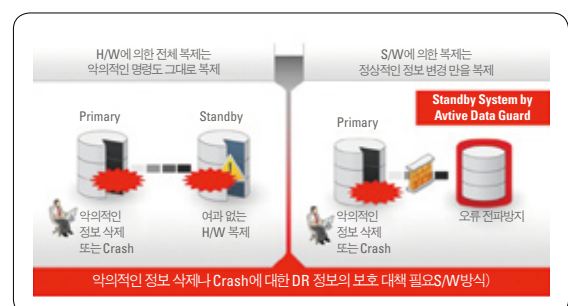 H/W에 의한 전체 복제는
악의적인 명령도 그대로 복제
S/W에 의한 복제는
정상적인 정보 변경 만을 복제
Standby System by
Avtive Data Guard
Primary
Standby
Primary
악의적인
정보 삭제
또는 Crash
여과 없는
H/W 복제
악의적인
정보 삭제
또는 Crash
오류 전파방지
악의적인 정보 삭제나 Crash에 대한 DR 정보의 보호 대책 필요S/W방식)